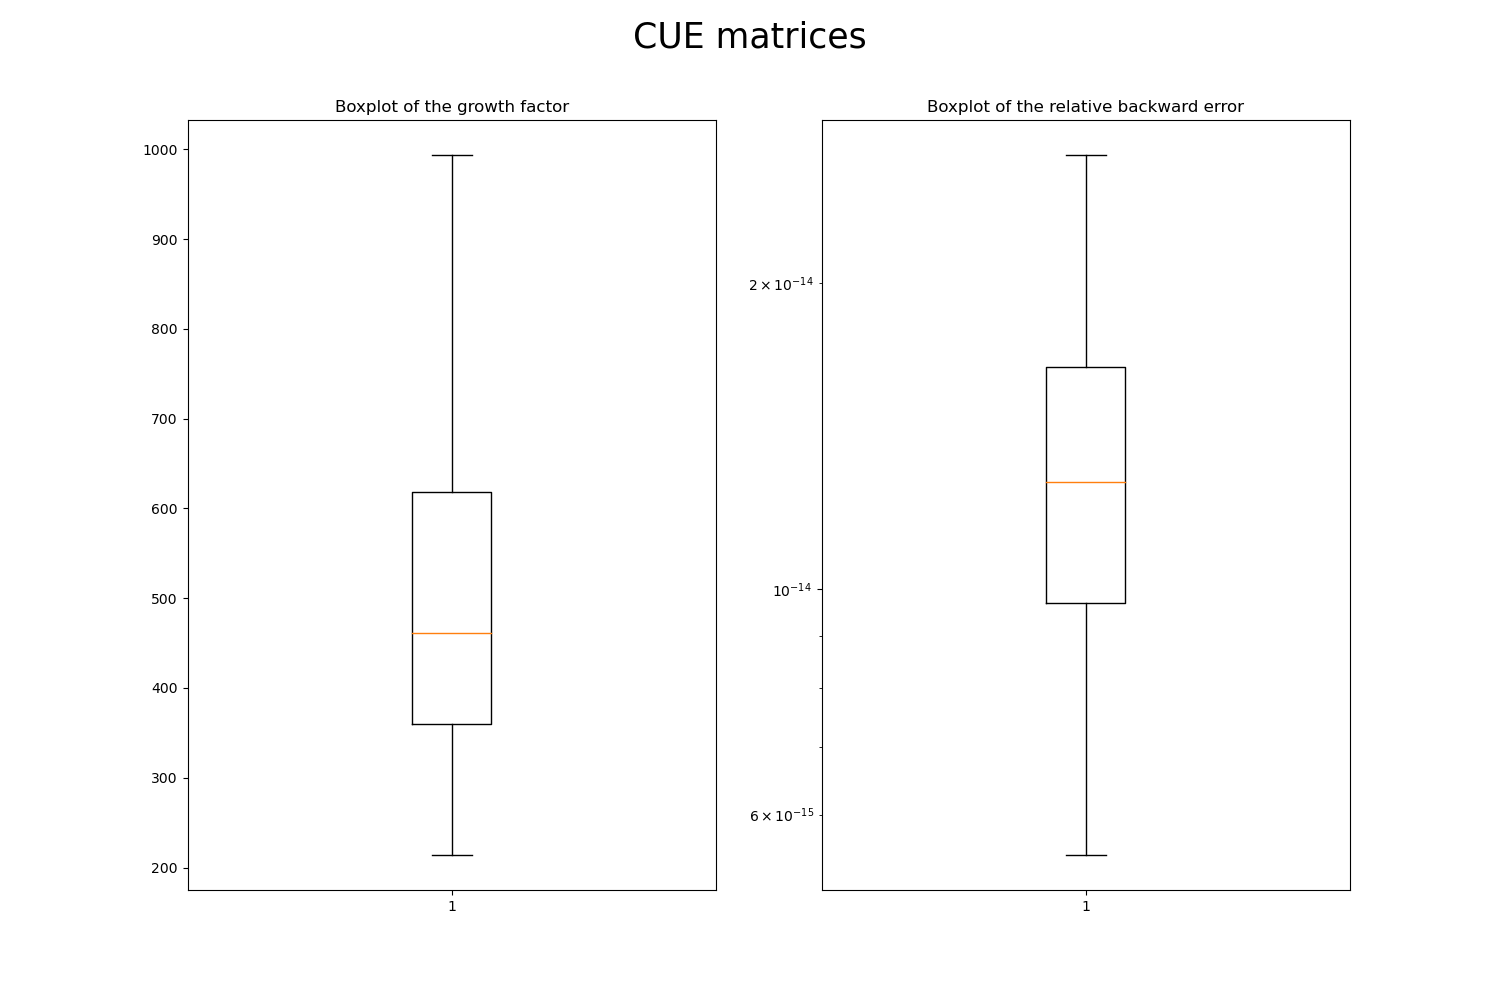 CUE matrices
Boxplot of the growth factor
1000
900
800
700
600
500
400
300
200
1
Boxplot of the relative backward error
2 × 10⁻¹⁴
10⁻¹⁴
6 × 10⁻¹⁵
1